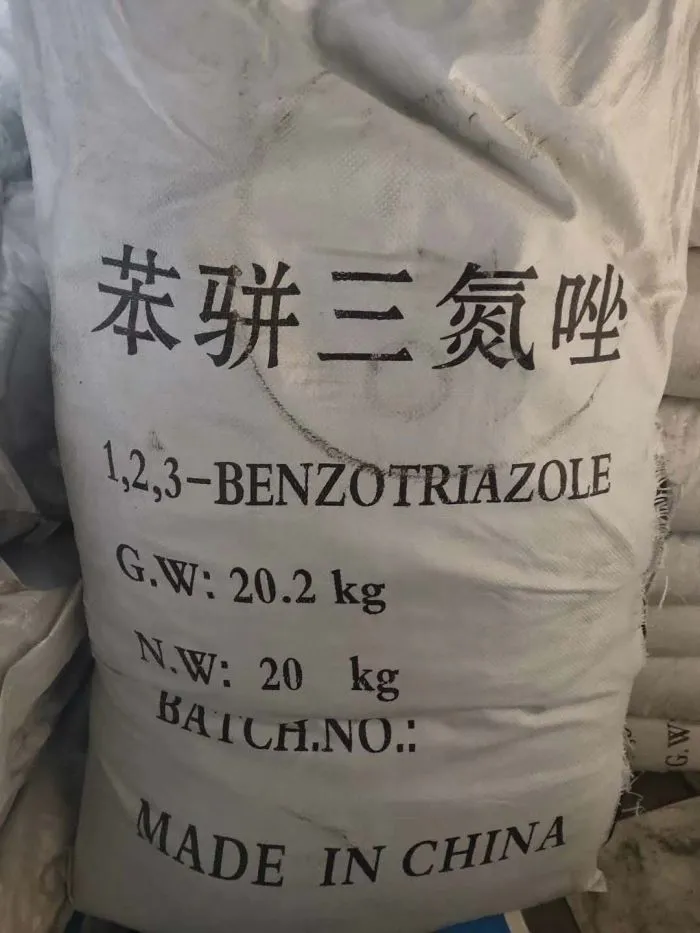 苯骈三氮唑
1,2,3-BENZOTRIAZOLE
G.W: 20.2 kg
N.W: 20 kg
BATCH.NO.:
MADE IN CHINA
G.W